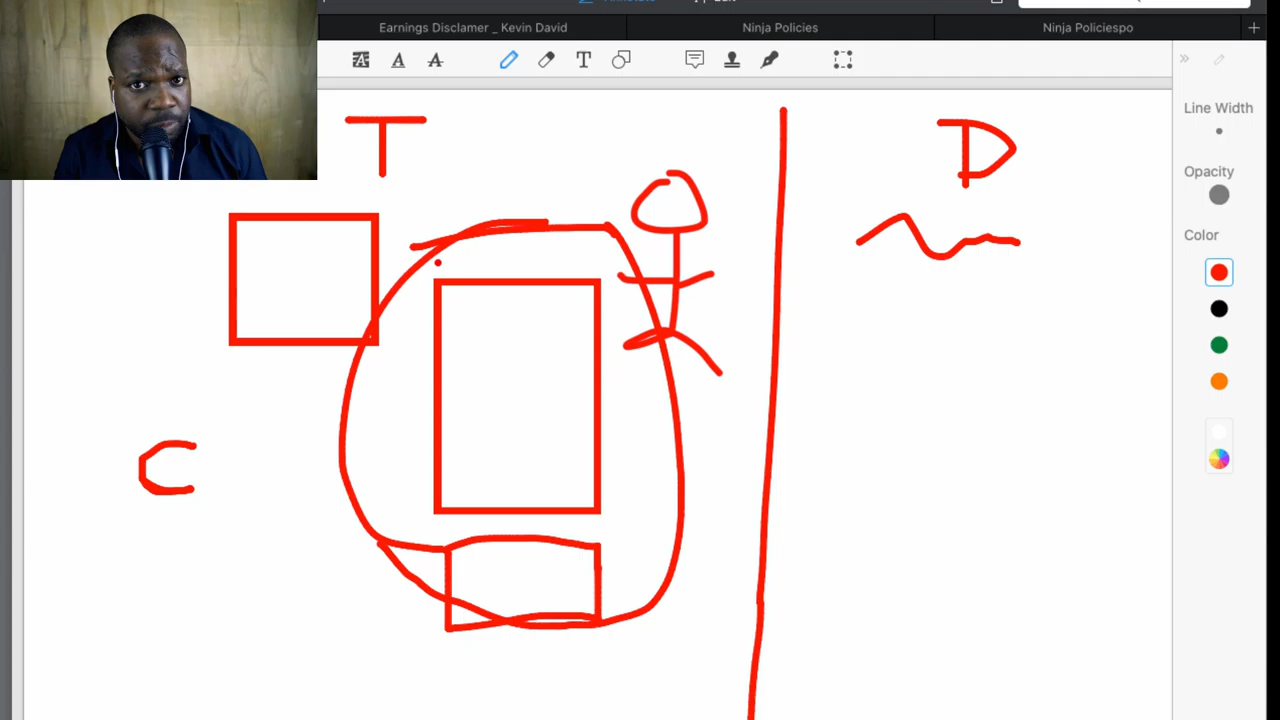 Earnings Disclamer _ Kevin David
Ninja Policies
Ninja Policiespo
A A A T
Line Width
Opacity
Color
T
D
C